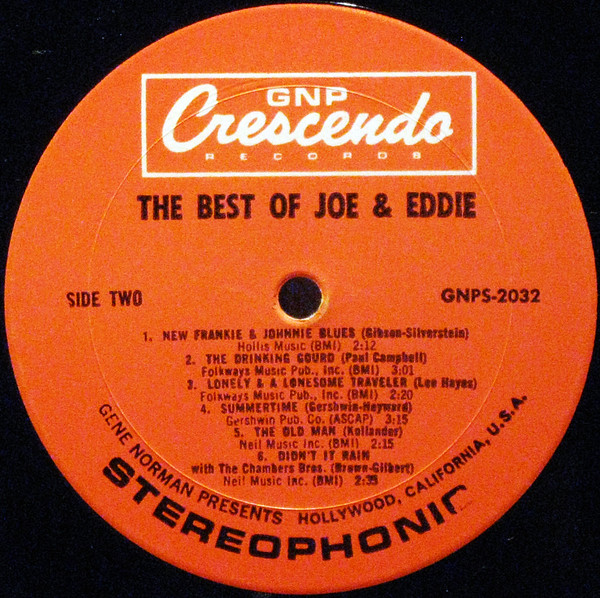 GNP
Crescendo
RECORDS
THE BEST OF JOE & EDDIE
SIDE TWO
GNPS-2032
1. NEW FRANKIE & JOHNNIE BLUES (Gibson-Silverstein)
Hollis Music (BMI) 2:12
2. THE DRINKING GOURD (Paul Campbell)
Folkways Music Pub., Inc. (BMI) 3:01
3. LONELY & A LONESOME TRAVELER (Lee Hayes)
Folkways Music Pub., Inc. (BMI) 2:20
4. SUMMERTIME (Gershwin-Heyward)
Gershwin Pub. Co. (ASCAP) 3:15
5. THE OLD MAN (Kollander)
Neil Music Inc. (BMI) 2:15
6. DIDN'T IT RAIN
with The Chambers Bros. (Brown-Gilbert)
Neil Music Inc. (BMI) 2:39
GENE NORMAN PRESENTS HOLLYWOOD, CALIFORNIA, U.S.A.
STEREOPHONIC